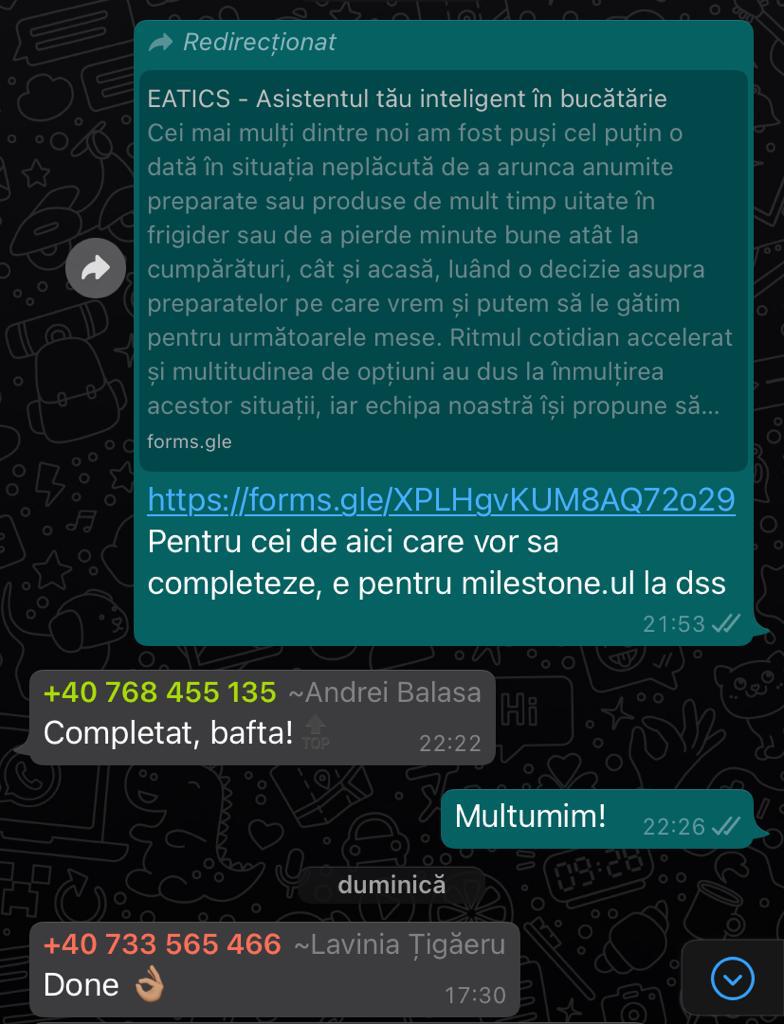 Redirecționat
EATICS - Asistentul tău inteligent în bucătărie
Cei mai mulți dintre noi am fost puși cel puțin o
dată în situația neplăcută de a arunca anumite
preparate sau produse de mult timp uitate în
frigider sau de a pierde minute bune atât la
cumpărături, cât și acasă, luând o decizie asupra
preparatelor pe care vrem și putem să le gătim
pentru următoarele mese. Ritmul cotidian accelerat
și multitudinea de opțiuni au dus la înmulțirea
acestor situații, iar echipa noastră își propune să...
forms.gle
https://forms.gle/XPLHgvKUM8AQ72o29
Pentru cei de aici care vor sa
completeze, e pentru milestone.ul la dss
21:53
+40 768 455 135 ~Andrei Balasa
Completat, bafta! 🔝 22:22
Hi
Multumim! 22:26
duminică
09:26
+40 733 565 466 ~Lavinia Țigăeru
Done 👌🏼 17:30